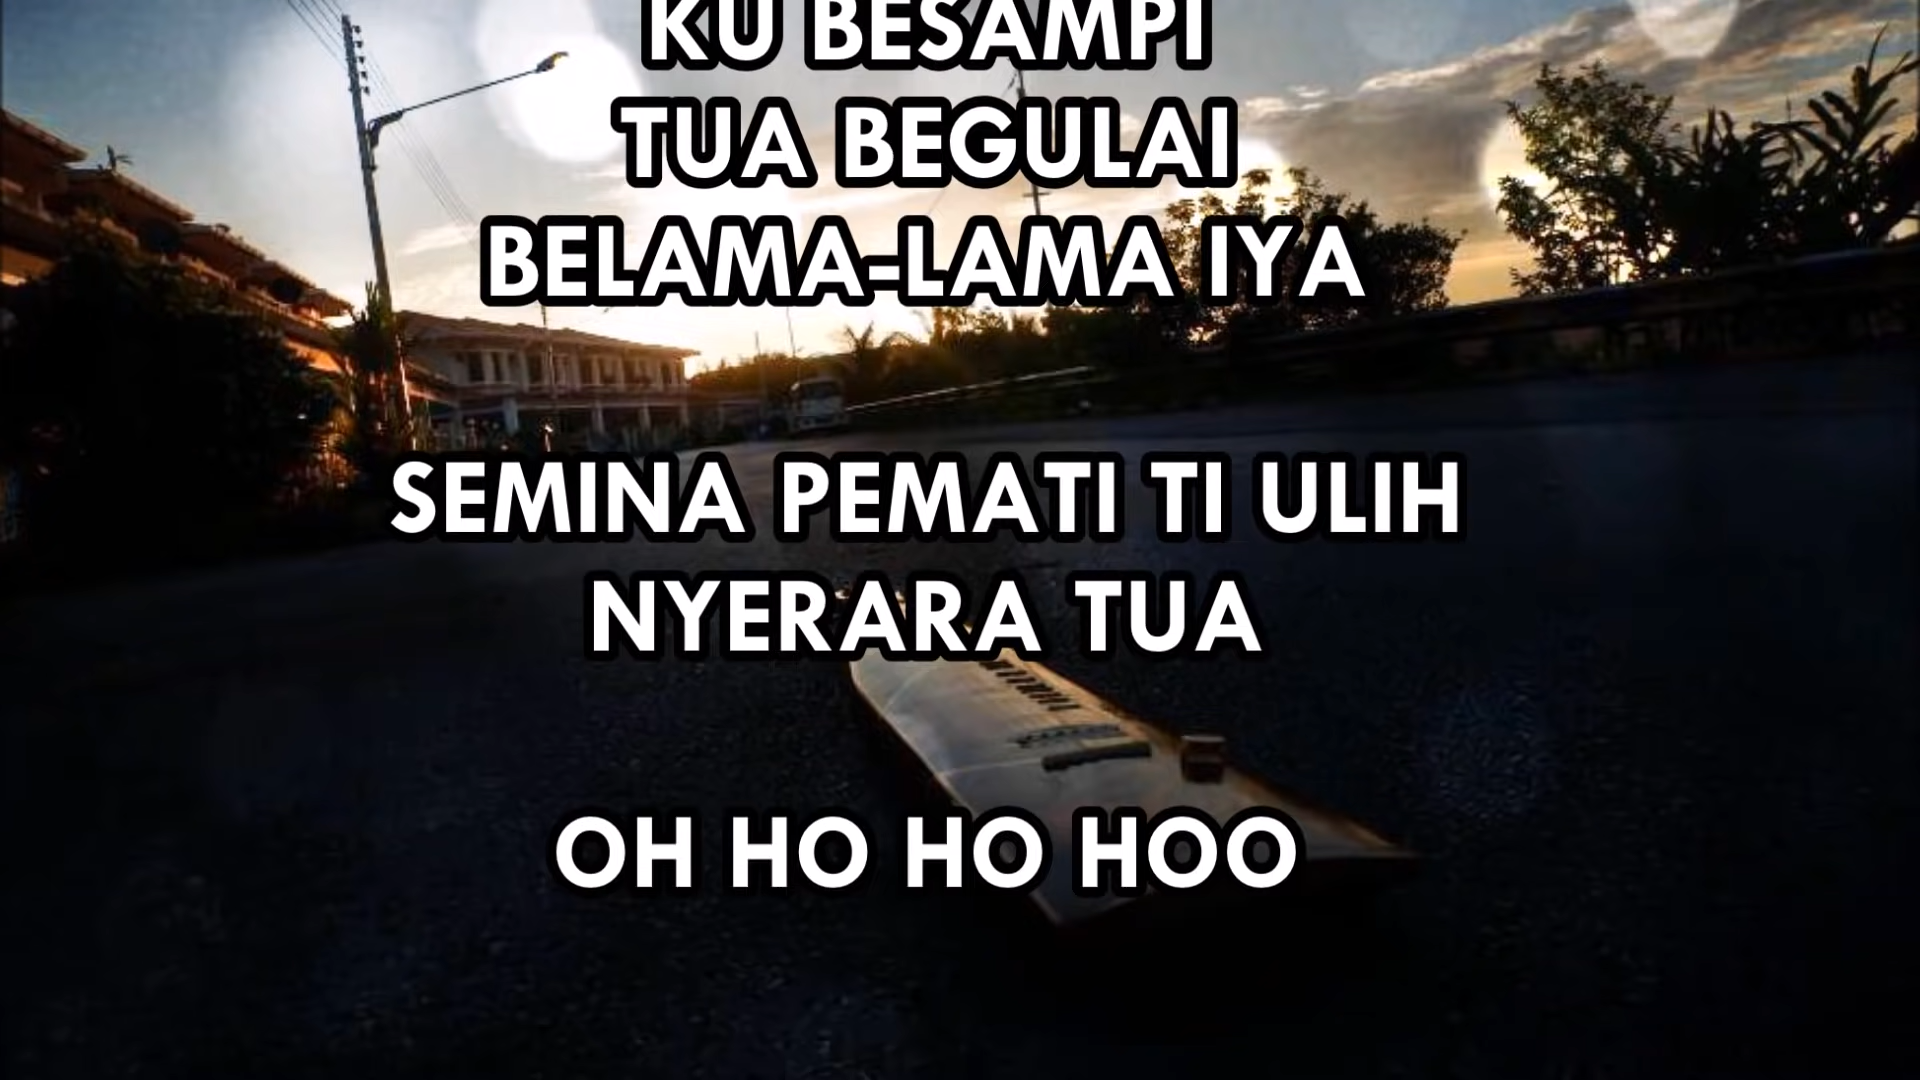 KU BESAMPI
TUA BEGULAI
BELAMA-LAMA IYA
SEMINA PEMATI TI ULIH
NYERARA TUA
OH HO HO HOO